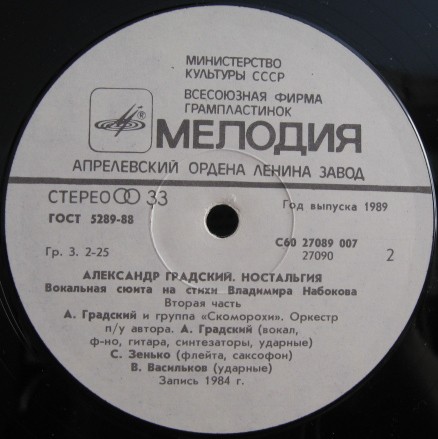 МИНИСТЕРСТВО
КУЛЬТУРЫ СССР
ВСЕСОЮЗНАЯ ФИРМА
ГРАМПЛАСТИНОК
МЕЛОДИЯ
АПРЕЛЕВСКИЙ ОРДЕНА ЛЕНИНА ЗАВОД
СТЕРЕО 33
Год выпуска 1989
ГОСТ 5289-88
С60 27089 007
Гр. 3. 2-25
27090
2
АЛЕКСАНДР ГРАДСКИЙ. НОСТАЛЬГИЯ
Вокальная сюита на стихи Владимира Набокова
Вторая часть
А. Градский и группа «Скоморохи». Оркестр
п/у автора. А. Градский (вокал,
ф-но, гитара, синтезаторы, ударные)
С. Зенько (флейта, саксофон)
В. Васильков (ударные)
Запись 1984 г.